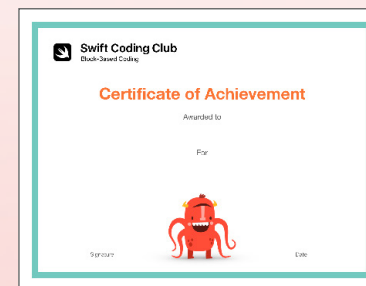 Swift Coding Club
Block-Based Coding
Certificate of Achievement
Awarded to
For
Signature
Date